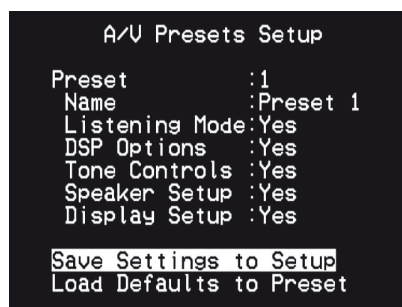 A/V Presets Setup
Preset :1
Name :Preset 1
Listening Mode:Yes
DSP Options :Yes
Tone Controls :Yes
Speaker Setup :Yes
Display Setup :Yes
Save Settings to Setup
Load Defaults to Preset